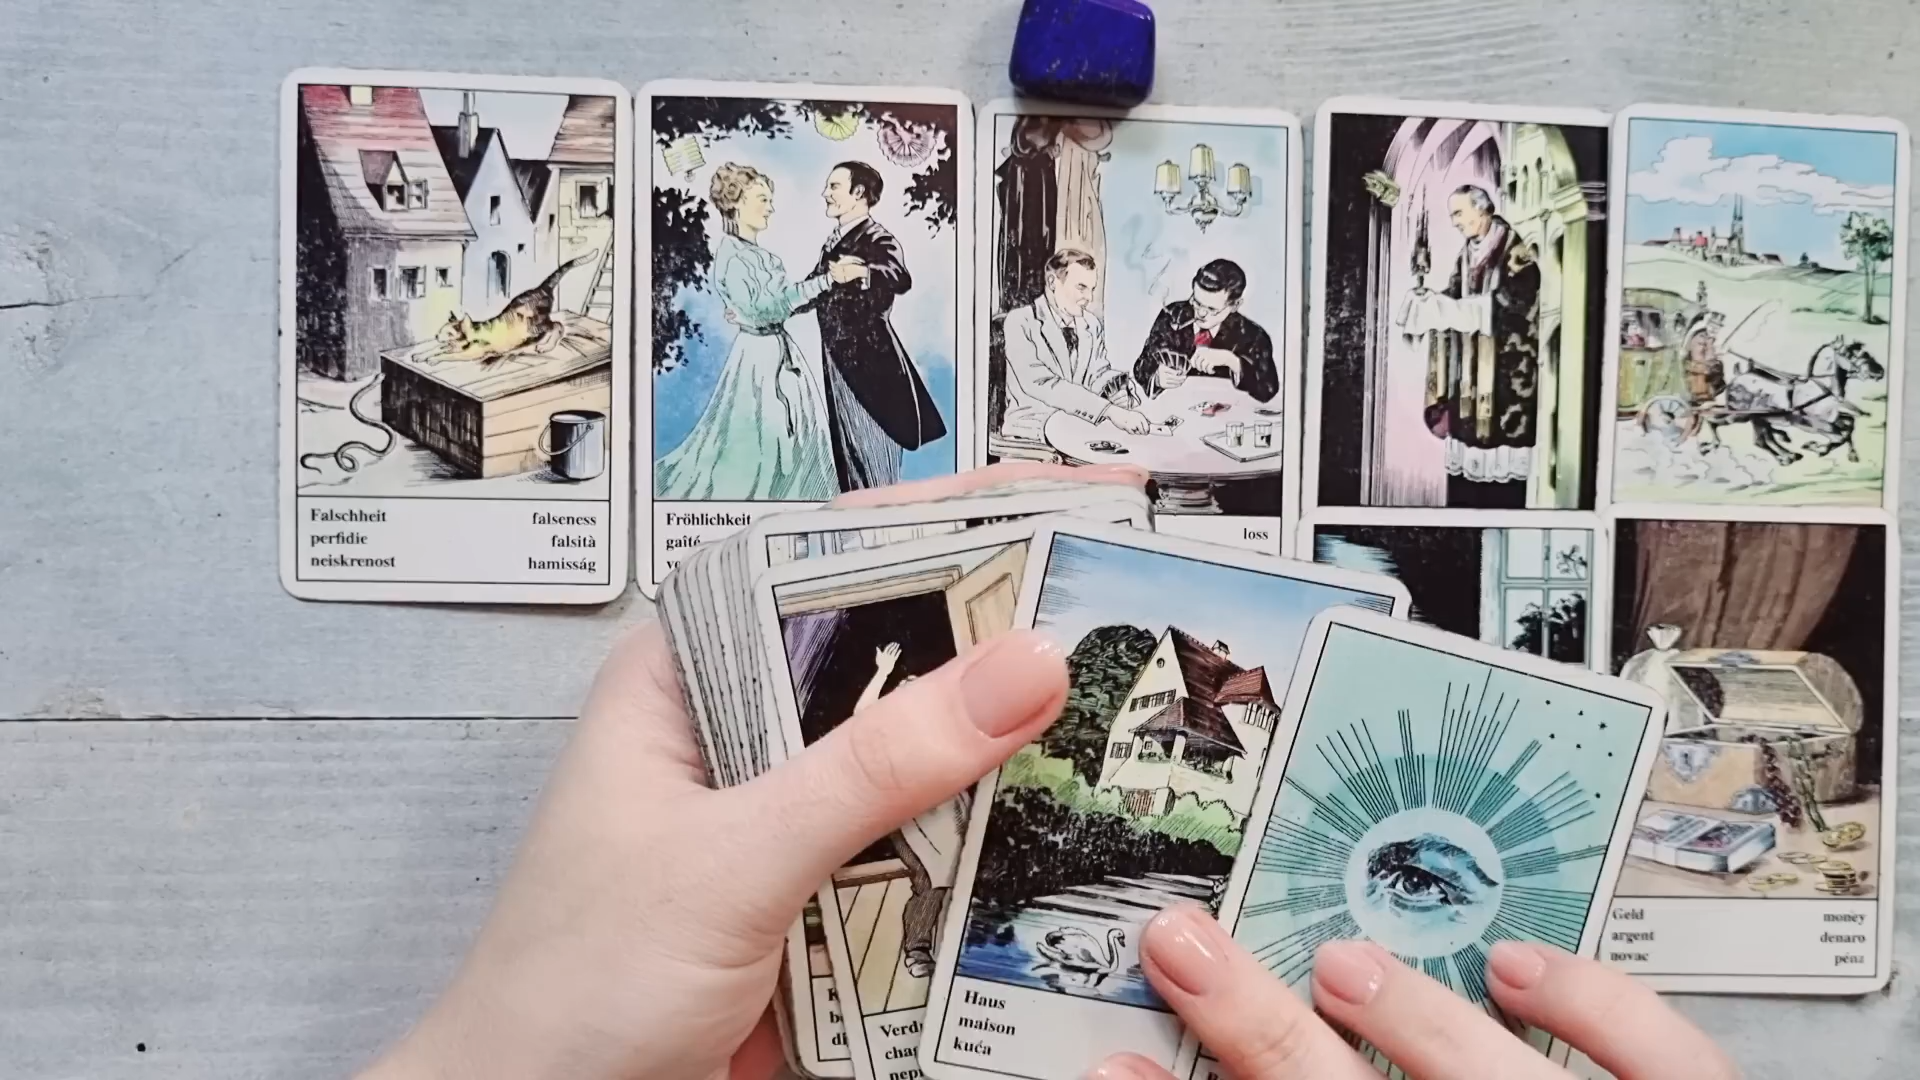 Falschheit falseness
perfidie falsità
neiskrenost hamisság
Fröhlichkeit
gaîté
loss
Geld money
argent denaro
novac pénz
Haus
maison
kuća